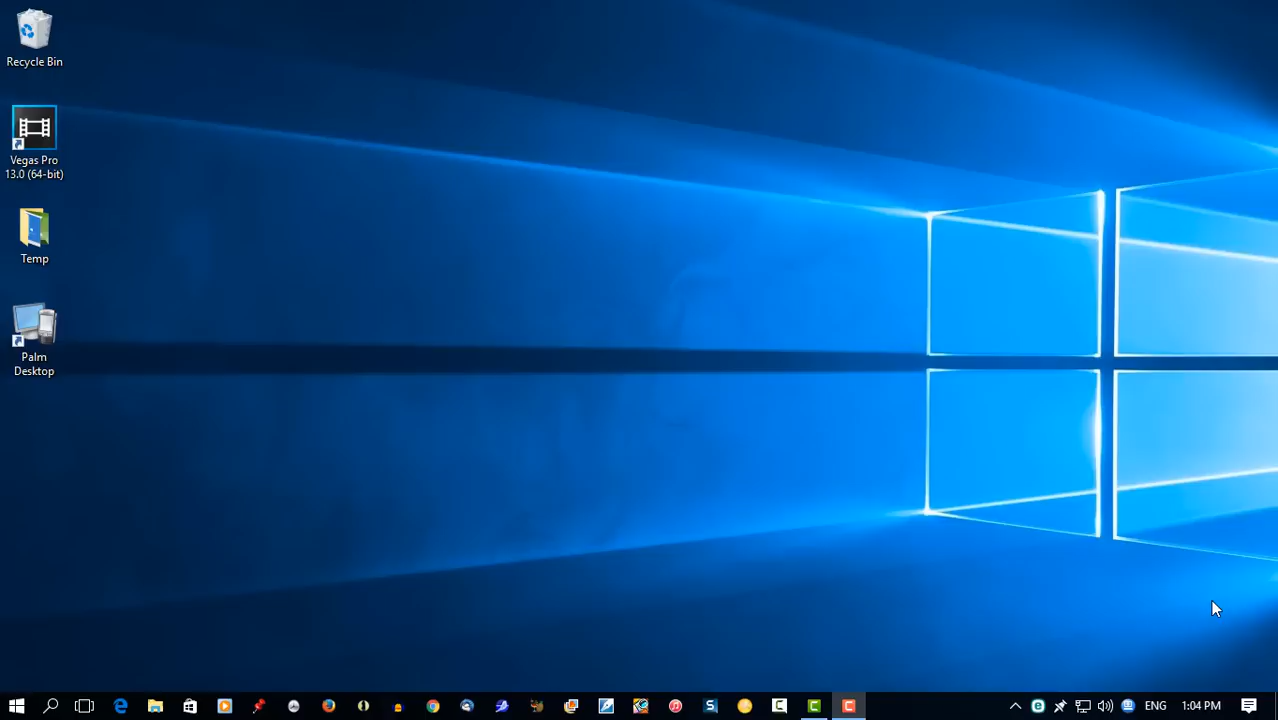 Recycle Bin
Vegas Pro
13.0 (64-bit)
Temp
Palm
Desktop
ENG
1:04 PM